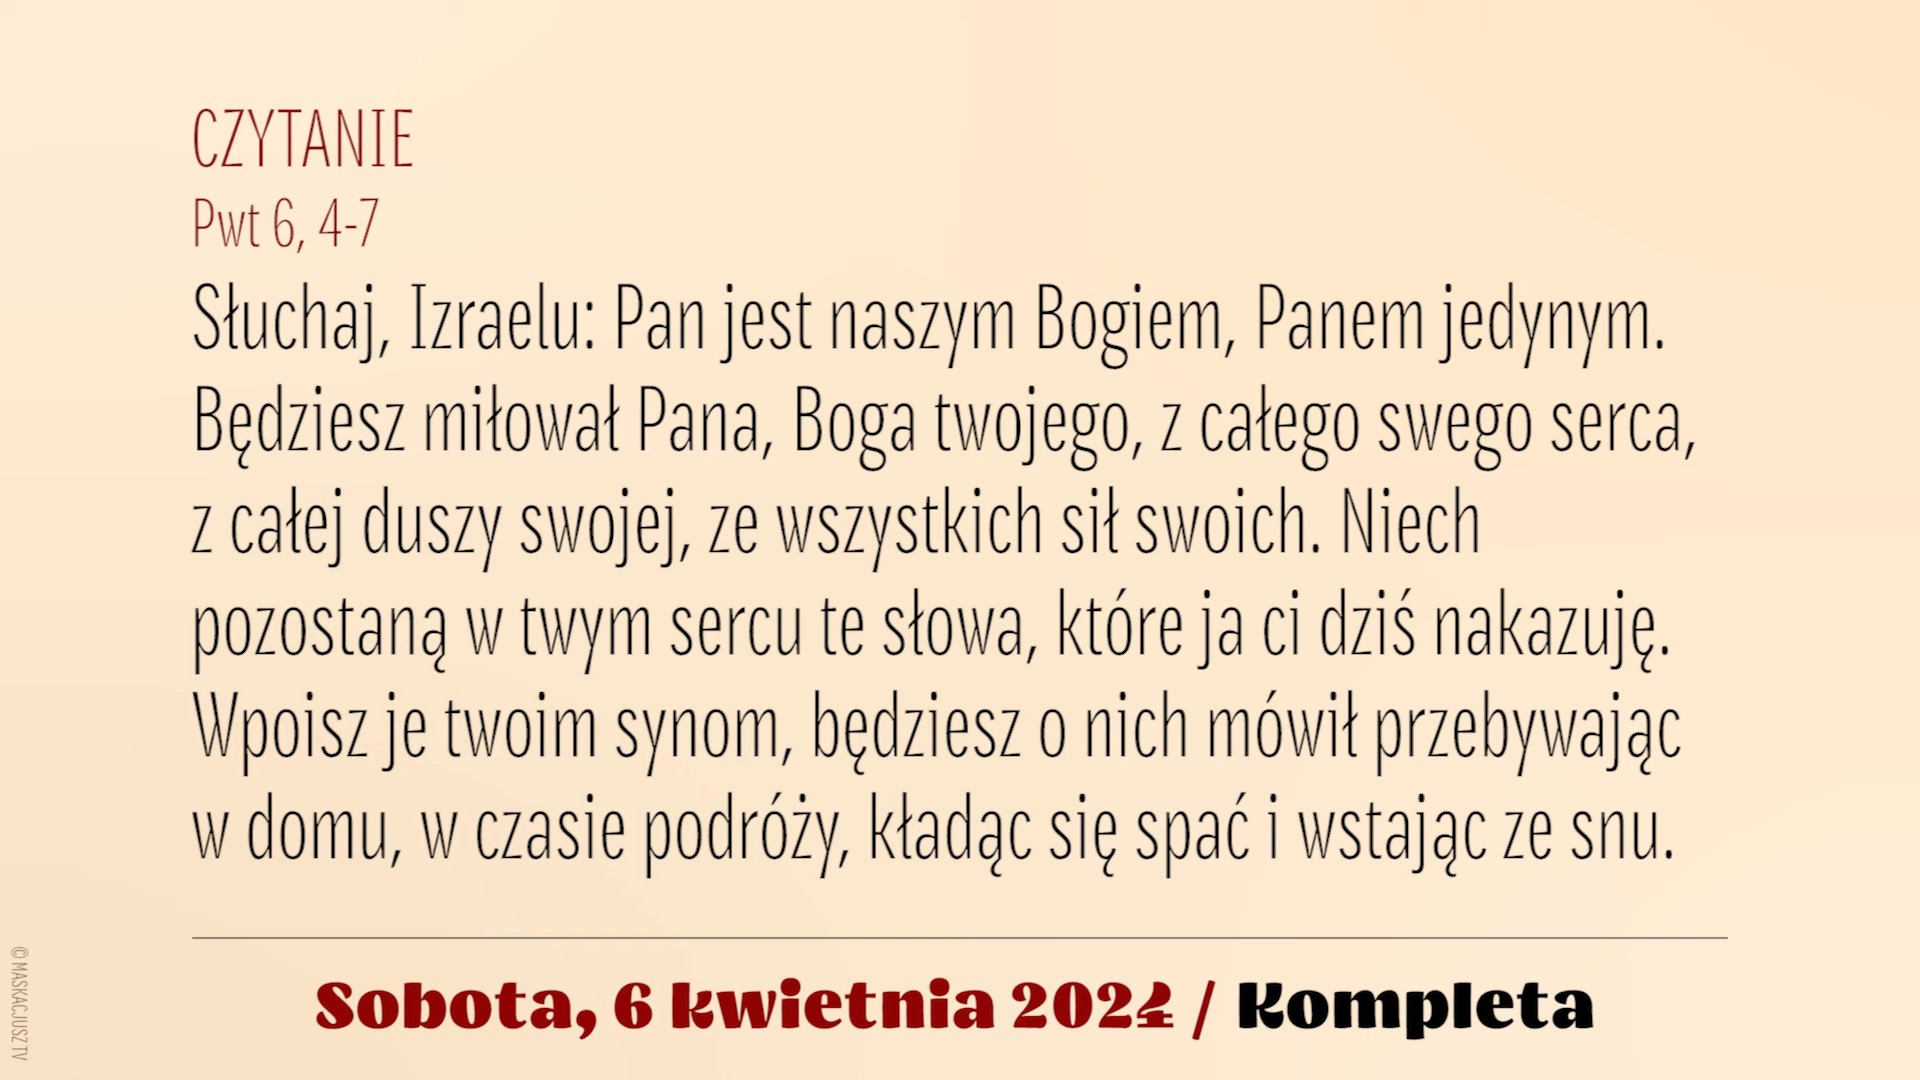 CZYTANIE
Pwt 6, 4-7
Słuchaj, Izraelu: Pan jest naszym Bogiem, Panem jedynym.
Będziesz miłował Pana, Boga twojego, z całego swego serca,
z całej duszy swojej, ze wszystkich sił swoich. Niech
pozostaną w twym sercu te słowa, które ja ci dziś nakazuję.
Wpoisz je twoim synom, będziesz o nich mówił przebywając
w domu, w czasie podróży, kładąc się spać i wstając ze snu.
Sobota, 6 kwietnia 2024 / Kompleta
© MASKACJUSZ TV